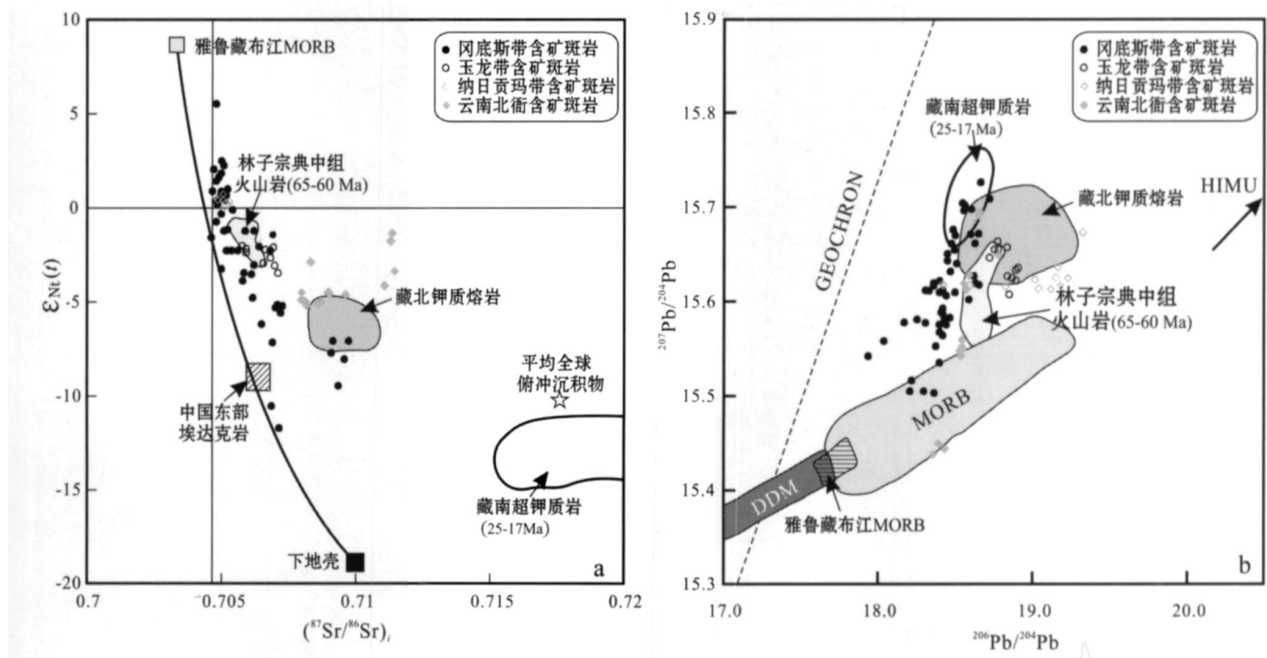 10
5
0
-5
-10
-15
-20
εNt(t)
0.7
0.705
0.71
0.715
0.72
(⁸⁷Sr/⁸⁶Sr)i
雅鲁藏布江MORB
冈底斯带含矿斑岩
玉龙带含矿斑岩
纳日贡玛带含矿斑岩
云南北衙含矿斑岩
林子宗典中组
火山岩(65-60 Ma)
藏北钾质熔岩
平均全球
俯冲沉积物
中国东部
埃达克岩
藏南超钾质岩
(25-17Ma)
下地壳
a
15.9
15.8
15.7
15.6
15.5
15.4
15.3
²⁰⁷Pb/²⁰⁴Pb
17.0
18.0
19.0
20.0
²⁰⁶Pb/²⁰⁴Pb
冈底斯带含矿斑岩
玉龙带含矿斑岩
纳日贡玛带含矿斑岩
云南北衙含矿斑岩
藏南超钾质岩
(25-17 Ma)
GEOCHRON
HIMU
藏北钾质熔岩
林子宗典中组
火山岩(65-60 Ma)
MORB
DDM
雅鲁藏布江MORB
b